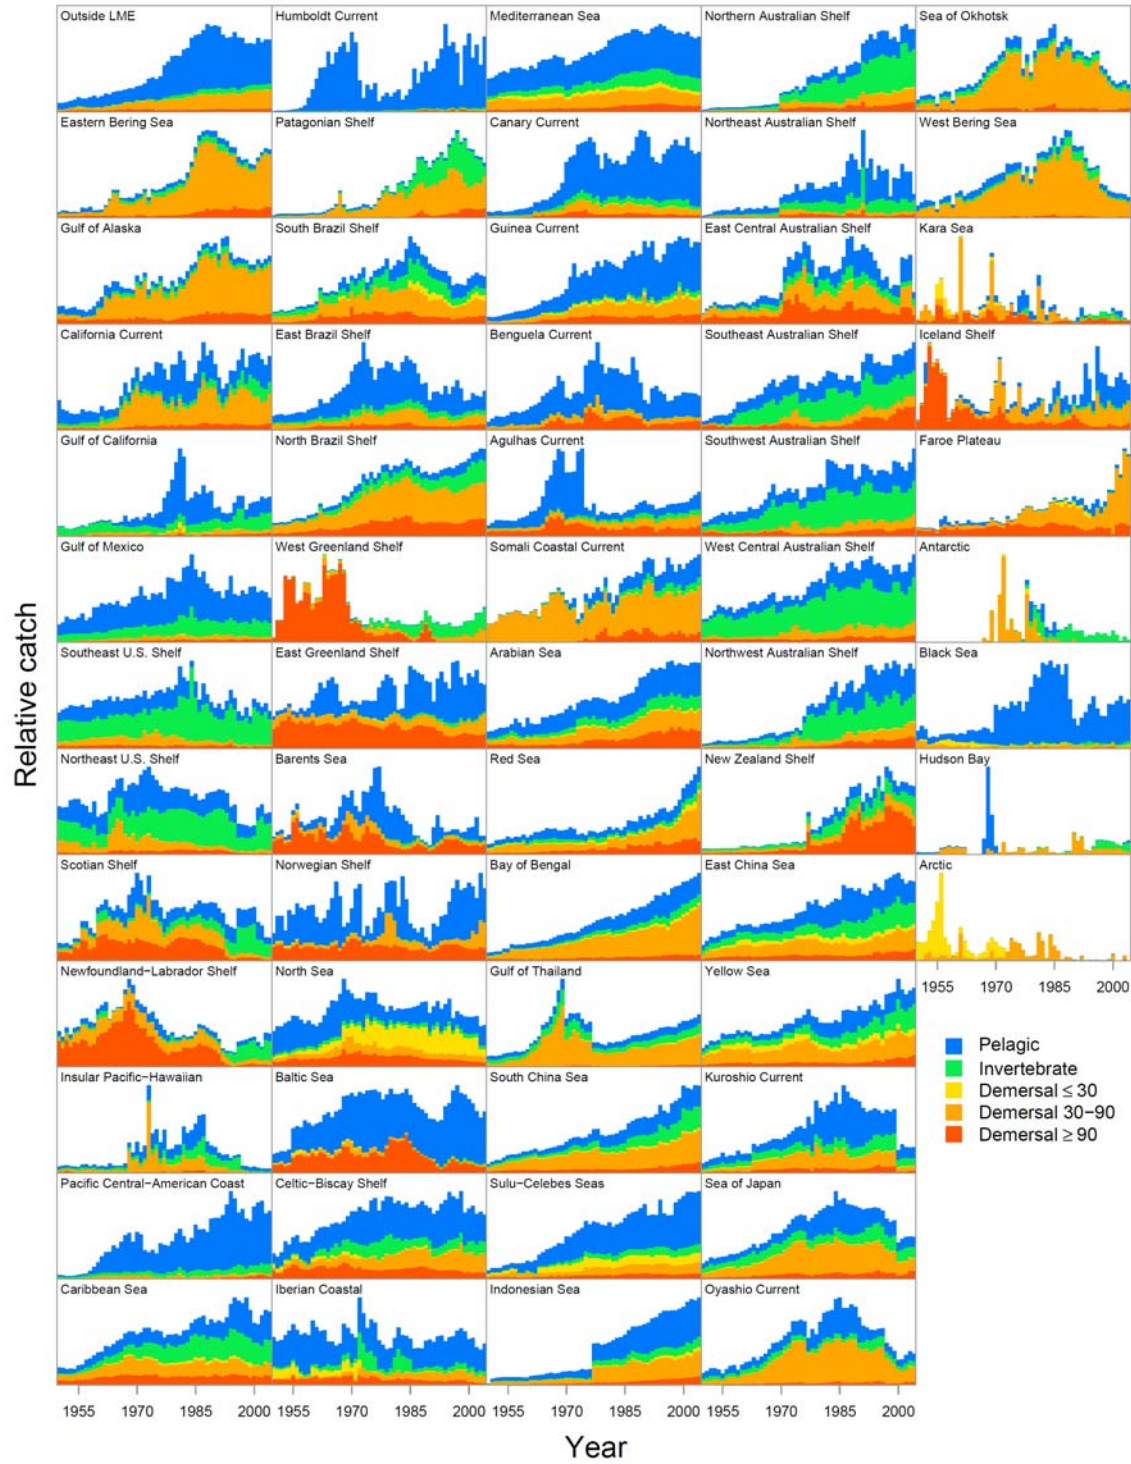 Outside LME
Humboldt Current
Mediterranean Sea
Northern Australian Shelf
Sea of Okhotsk
Eastern Bering Sea
Patagonian Shelf
Canary Current
Northeast Australian Shelf
West Bering Sea
Gulf of Alaska
South Brazil Shelf
Guinea Current
East Central Australian Shelf
Kara Sea
California Current
East Brazil Shelf
Benguela Current
Southeast Australian Shelf
Iceland Shelf
Gulf of California
North Brazil Shelf
Agulhas Current
Southwest Australian Shelf
Faroe Plateau
Gulf of Mexico
West Greenland Shelf
Somali Coastal Current
West Central Australian Shelf
Antarctic
Southeast U.S. Shelf
East Greenland Shelf
Arabian Sea
Northwest Australian Shelf
Black Sea
Northeast U.S. Shelf
Barents Sea
Red Sea
New Zealand Shelf
Hudson Bay
Scotian Shelf
Norwegian Shelf
Bay of Bengal
East China Sea
Arctic
Newfoundland−Labrador Shelf
North Sea
Gulf of Thailand
Yellow Sea
1955 1970 1985 2000
Insular Pacific−Hawaiian
Baltic Sea
South China Sea
Kuroshio Current
Pacific Central−American Coast
Celtic−Biscay Shelf
Sulu−Celebes Seas
Sea of Japan
Caribbean Sea
Iberian Coastal
Indonesian Sea
Oyashio Current
Pelagic
Invertebrate
Demersal ≤ 30
Demersal 30−90
Demersal ≥ 90
1955 1970 1985 2000 1955 1970 1985 2000 1955 1970 1985 2000 1955 1970 1985 2000
Year
Relative catch